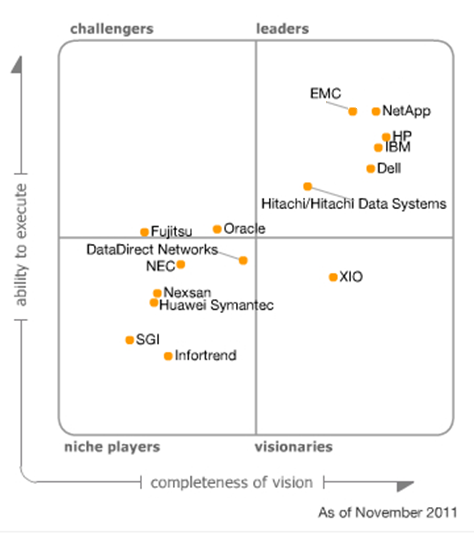 challengers
leaders
EMC
NetApp
HP
IBM
Dell
Hitachi/Hitachi Data Systems
Fujitsu
Oracle
DataDirect Networks
NEC
XIO
Nexsan
Huawei Symantec
SGI
Infortrend
ability to execute
niche players
visionaries
completeness of vision
As of November 2011